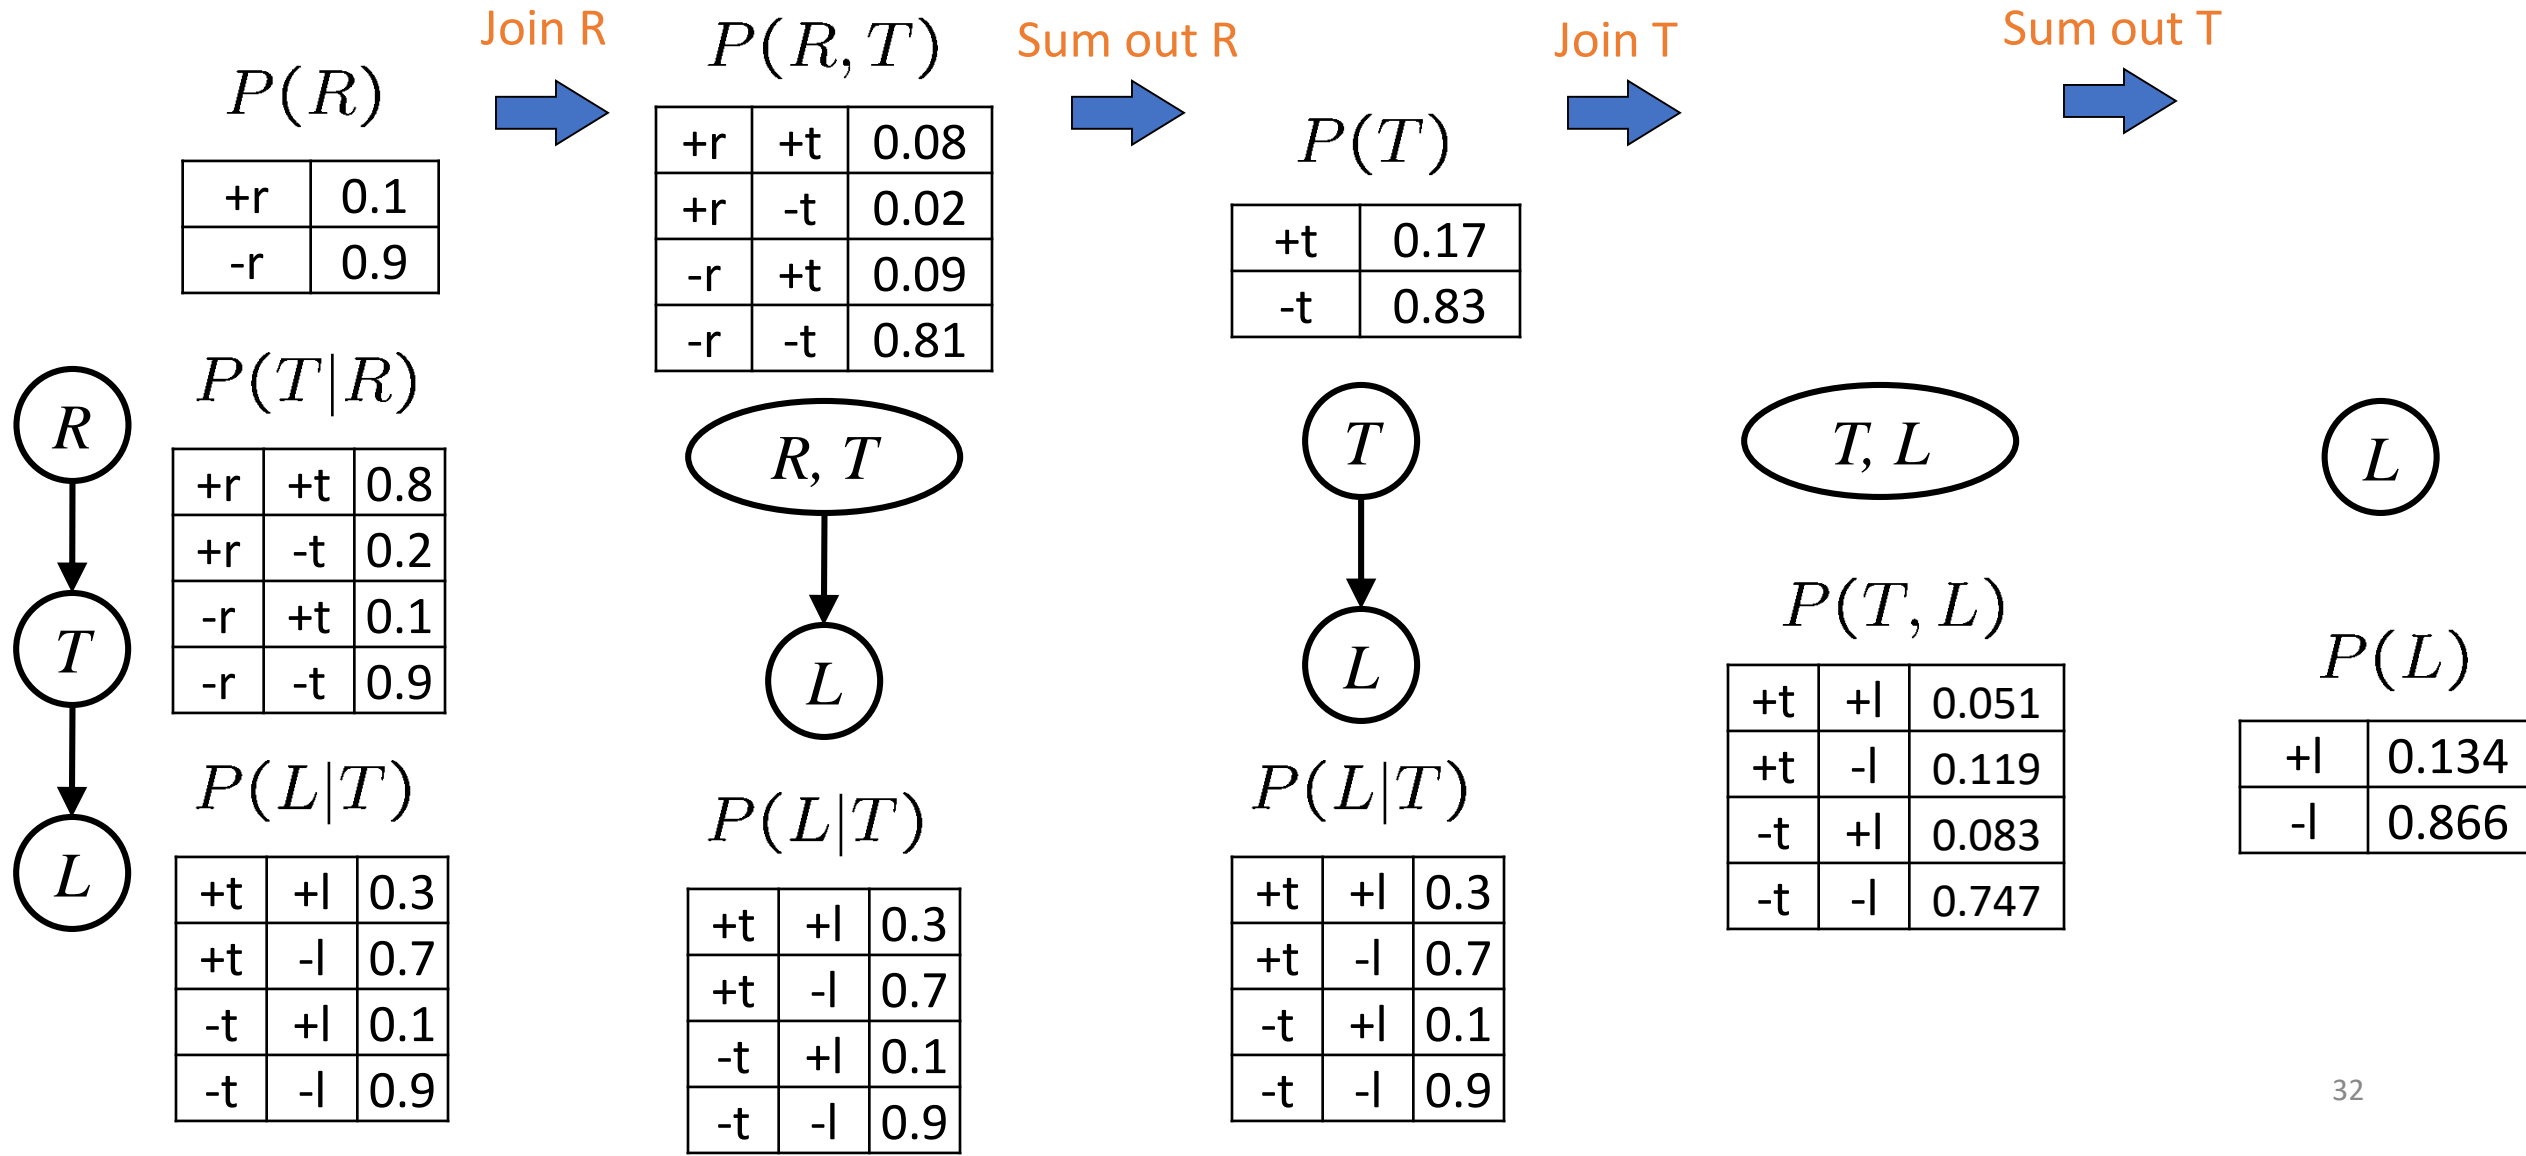 Join R
Sum out R
Join T
Sum out T
P(R)
+r 0.1
-r 0.9
P(T|R)
+r +t 0.8
+r -t 0.2
-r +t 0.1
-r -t 0.9
P(L|T)
+t +l 0.3
+t -l 0.7
-t +l 0.1
-t -l 0.9
R
T
L
P(R, T)
+r +t 0.08
+r -t 0.02
-r +t 0.09
-r -t 0.81
R, T
L
P(L|T)
+t +l 0.3
+t -l 0.7
-t +l 0.1
-t -l 0.9
P(T)
+t 0.17
-t 0.83
T
L
P(L|T)
+t +l 0.3
+t -l 0.7
-t +l 0.1
-t -l 0.9
T, L
P(T, L)
+t +l 0.051
+t -l 0.119
-t +l 0.083
-t -l 0.747
L
P(L)
+l 0.134
-l 0.866
32